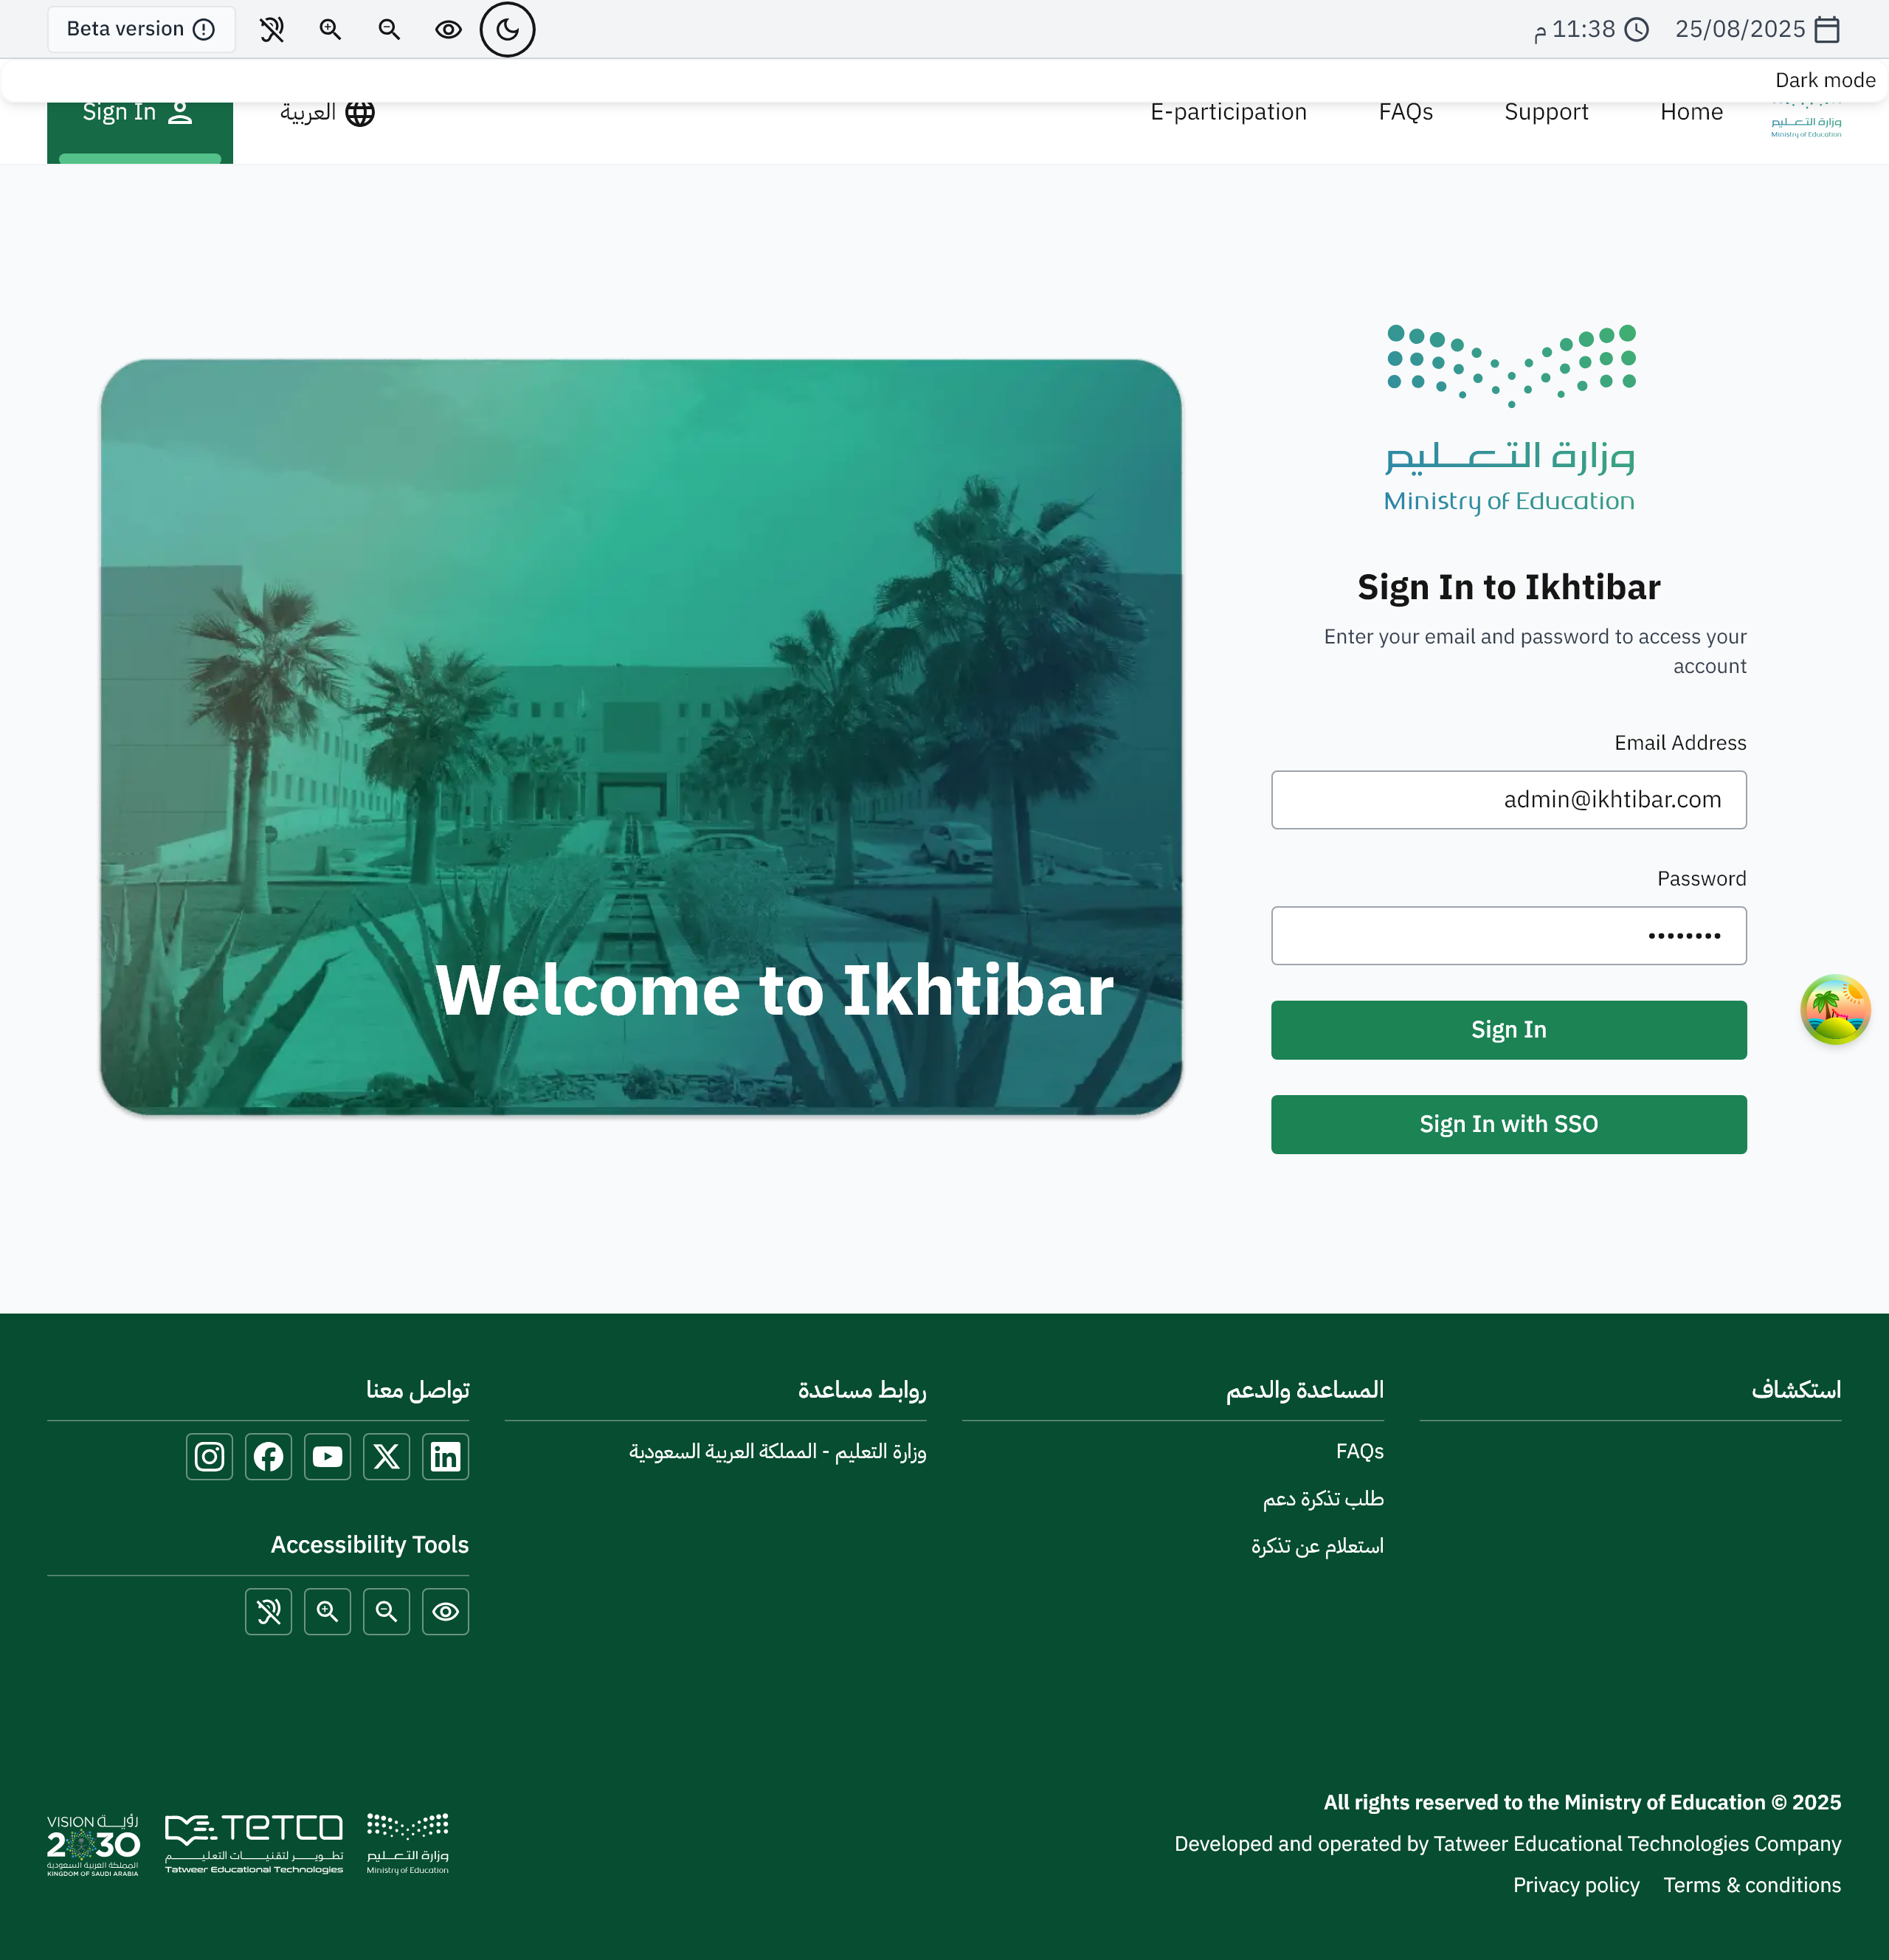 Beta version
25/08/2025
11:38 م
Dark mode
Sign In
العربية
E-participation
FAQs
Support
Home
وزارة التعليم
Ministry of Education
وزارة التعليم
Ministry of Education
Sign In to Ikhtibar
Enter your email and password to access your
account
Email Address
admin@ikhtibar.com
Password
Sign In
Sign In with SSO
Welcome to Ikhtibar
استكشاف
المساعدة والدعم
FAQs
طلب تذكرة دعم
استعلام عن تذكرة
روابط مساعدة
وزارة التعليم - المملكة العربية السعودية
تواصل معنا
Accessibility Tools
All rights reserved to the Ministry of Education © 2025
Developed and operated by Tatweer Educational Technologies Company
Privacy policy
Terms & conditions
VISION رؤية
2030
المملكة العربية السعودية
KINGDOM OF SAUDI ARABIA
TETCO
تطوير لتقنيات التعليم
Tatweer Educational Technologies
وزارة التعليم
Ministry of Education